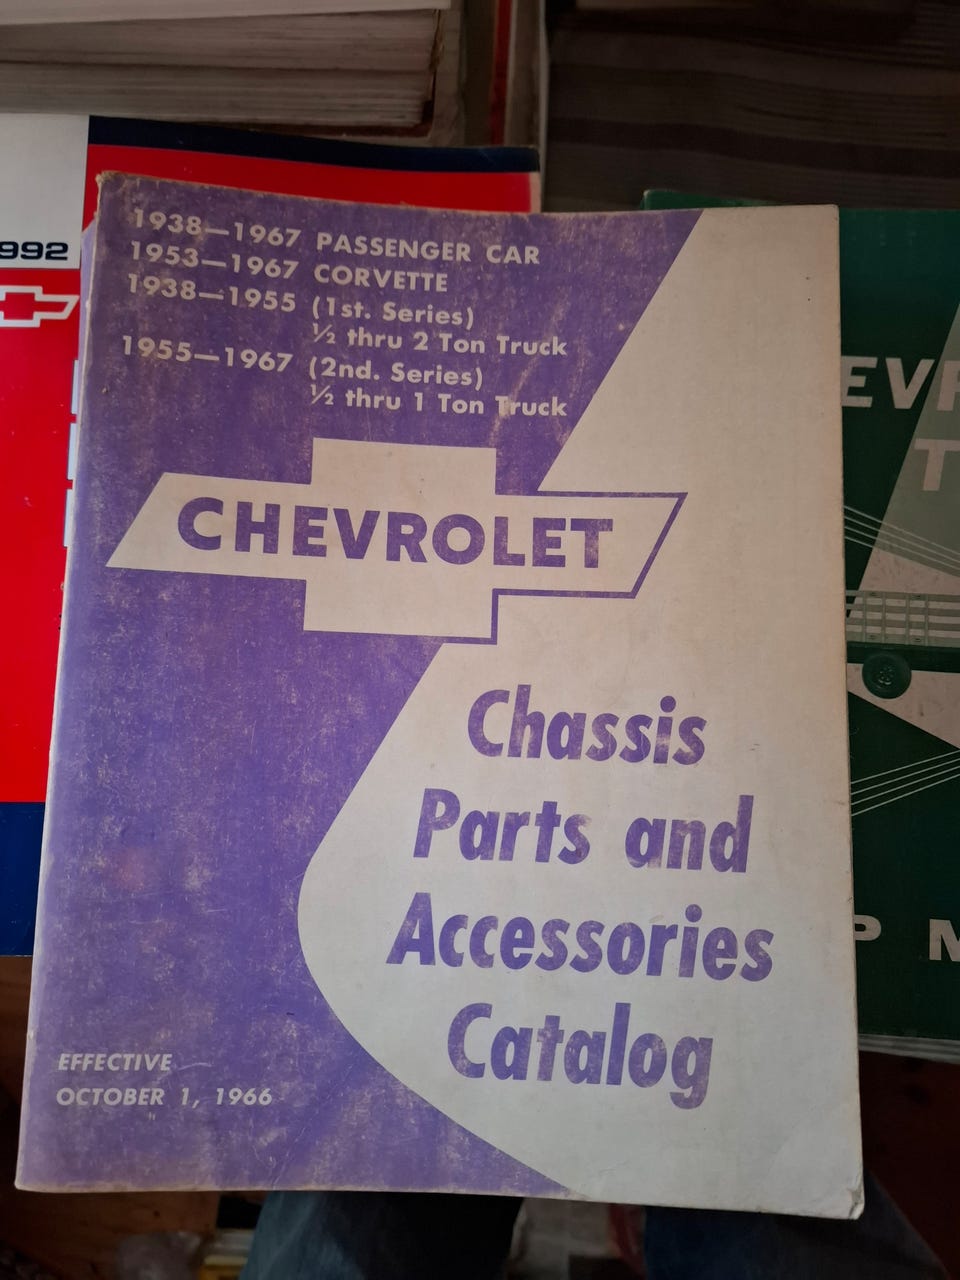 1938—1967 PASSENGER CAR
1953—1967 CORVETTE
1938—1955 (1st. Series)
½ thru 2 Ton Truck
1955—1967 (2nd. Series)
½ thru 1 Ton Truck
CHEVROLET
Chassis
Parts and
Accessories
Catalog
EFFECTIVE
OCTOBER 1, 1966
992
EVR
T
P M